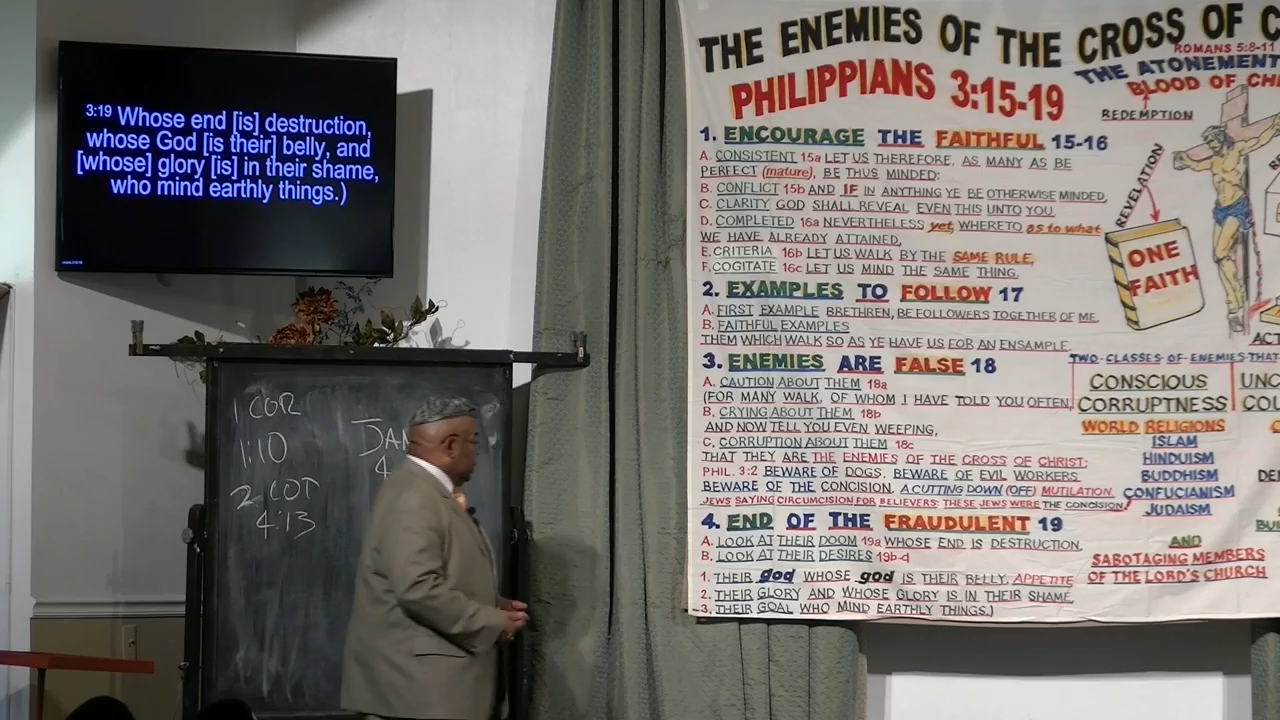 3:19 Whose end [is] destruction,
whose God [is their] belly, and
[whose] glory [is] in their shame,
who mind earthly things.)
1 COR
1:10
2 COT
4:13
JAM
4
THE ENEMIES OF THE CROSS OF C
PHILIPPIANS 3:15-19
1. ENCOURAGE THE FAITHFUL 15-16
A. CONSISTENT 15a LET US THEREFORE, AS MANY AS BE
PERFECT (mature), BE THUS MINDED:
B. CONFLICT 15b AND IF IN ANYTHING YE BE OTHERWISE MINDED,
C. CLARITY GOD SHALL REVEAL EVEN THIS UNTO YOU,
D. COMPLETED 16a NEVERTHELESS yet, WHERETO as to what
WE HAVE ALREADY ATTAINED,
E. CRITERIA 16b LET US WALK BY THE SAME RULE,
F. COGITATE 16c LET US MIND THE SAME THING.
2. EXAMPLES TO FOLLOW 17
A. FIRST EXAMPLE BRETHREN, BE FOLLOWERS TOGETHER OF ME,
B. FAITHFUL EXAMPLES
THEM WHICH WALK SO AS YE HAVE US FOR AN ENSAMPLE.
3. ENEMIES ARE FALSE 18
A. CAUTION ABOUT THEM 18a
(FOR MANY WALK, OF WHOM I HAVE TOLD YOU OFTEN,
B. CRYING ABOUT THEM 18b
AND NOW TELL YOU EVEN WEEPING,
C. CORRUPTION ABOUT THEM 18c
THAT THEY ARE THE ENEMIES OF THE CROSS OF CHRIST:
PHIL. 3:2 BEWARE OF DOGS, BEWARE OF EVIL WORKERS
BEWARE OF THE CONCISION, A CUTTING DOWN (OFF) MUTILATION.
JEWS SAYING CIRCUMCISION FOR BELIEVERS: THESE JEWS WERE THE CONCISION.
4. END OF THE FRAUDULENT 19
A. LOOK AT THEIR DOOM 19a WHOSE END IS DESTRUCTION,
B. LOOK AT THEIR DESIRES 19b-d
1. THEIR god WHOSE god IS THEIR BELLY, APPETITE
2. THEIR GLORY AND WHOSE GLORY IS IN THEIR SHAME,
3. THEIR GOAL WHO MIND EARTHLY THINGS.)
ROMANS 5:8-11
THE ATONEMENT
BLOOD OF CH
REDEMPTION
REVELATION
ONE
FAITH
AC
TWO CLASSES OF ENEMIES THAT
CONSCIOUS
CORRUPTNESS
WORLD RELIGIONS
ISLAM
HINDUISM
BUDDHISM
CONFUCIANISM
JUDAISM
AND
SABOTAGING MEMBERS
OF THE LORD'S CHURCH
UNC
COL
DE
BU